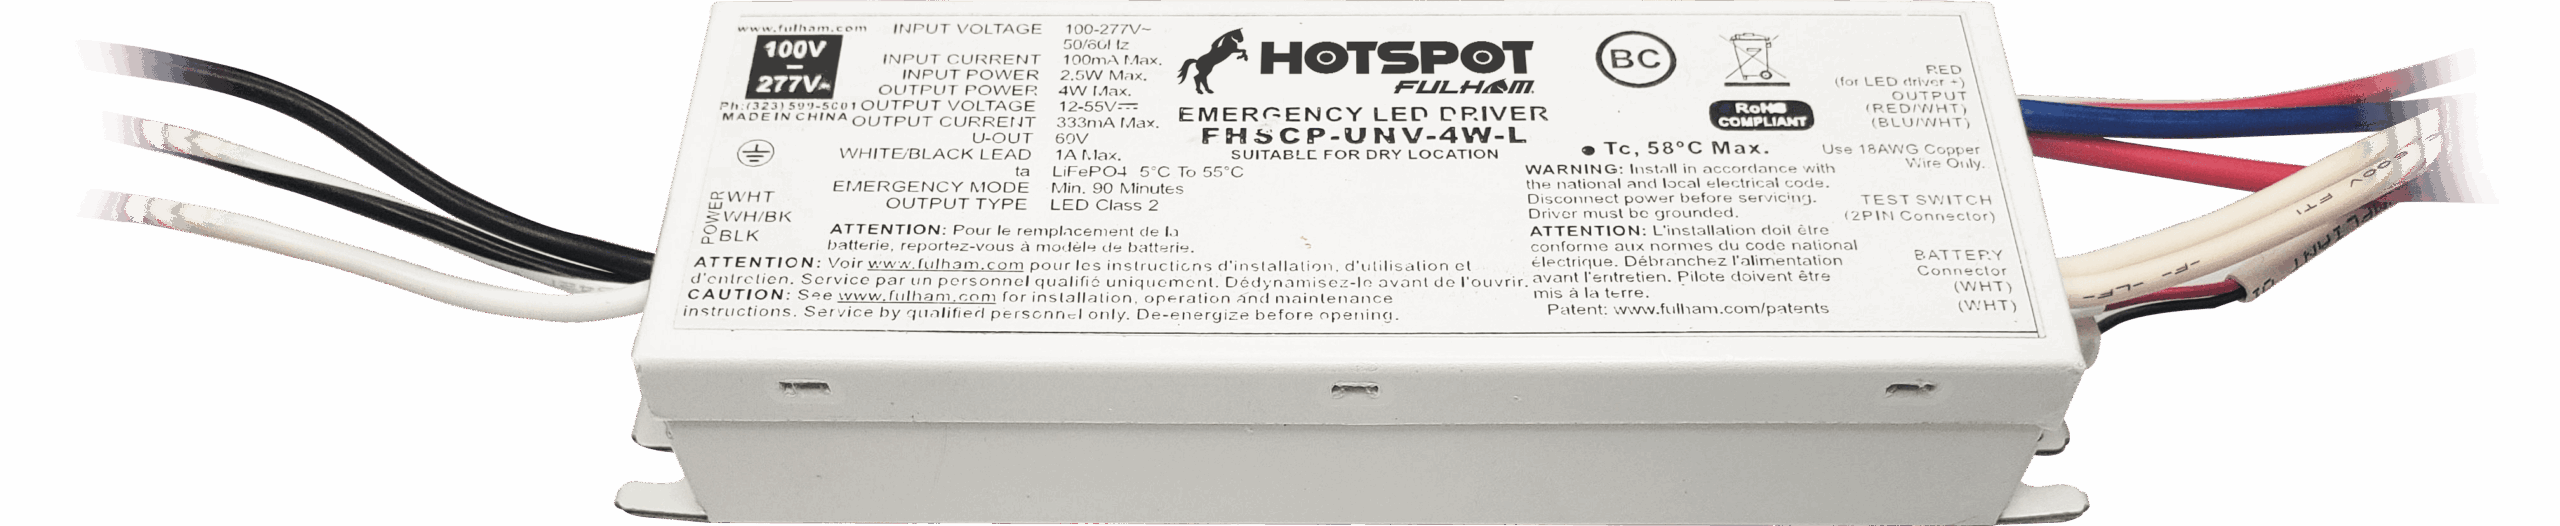 www.fulham.com
100V
277V~
Ph:(323) 599-5001
MADE IN CHINA
INPUT VOLTAGE 100-277V~
50/60Hz
INPUT CURRENT 100mA Max.
INPUT POWER 2.5W Max.
OUTPUT POWER 4W Max.
OUTPUT VOLTAGE 12-55V
OUTPUT CURRENT 333mA Max.
U-OUT 60V
WHITE/BLACK LEAD 1A Max.
ta LiFePO4 5°C To 55°C
EMERGENCY MODE Min. 90 Minutes
OUTPUT TYPE LED Class 2
POWER
WHT
WH/BK
BLK
ATTENTION: Pour le remplacement de la
batterie, reportez-vous à modèle de batterie.
ATTENTION: Voir www.fulham.com pour les instructions d'installation, d'utilisation et
d'entretien. Service par un personnel qualifié uniquement. Dédynamisez-le avant de l'ouvrir.
CAUTION: See www.fulham.com for installation, operation and maintenance
instructions. Service by qualified personnel only. De-energize before opening.
HOTSPOT
FULHAM
EMERGENCY LED DRIVER
FHSCP-UNV-4W-L
SUITABLE FOR DRY LOCATION
BC
RoHS
COMPLIANT
Tc, 58°C Max.
WARNING: Install in accordance with
the national and local electrical code.
Disconnect power before servicing.
Driver must be grounded.
ATTENTION: L'installation doit être
conforme aux normes du code national
électrique. Débranchez l'alimentation
avant l'entretien. Pilote doivent être
mis à la terre.
Patent: www.fulham.com/patents
RED
(for LED driver +)
OUTPUT
(RED/WHT)
(BLU/WHT)
Use 18AWG Copper
Wire Only.
TEST SWITCH
(2PIN Connector)
BATTERY
Connector
(WHT)
(WHT)